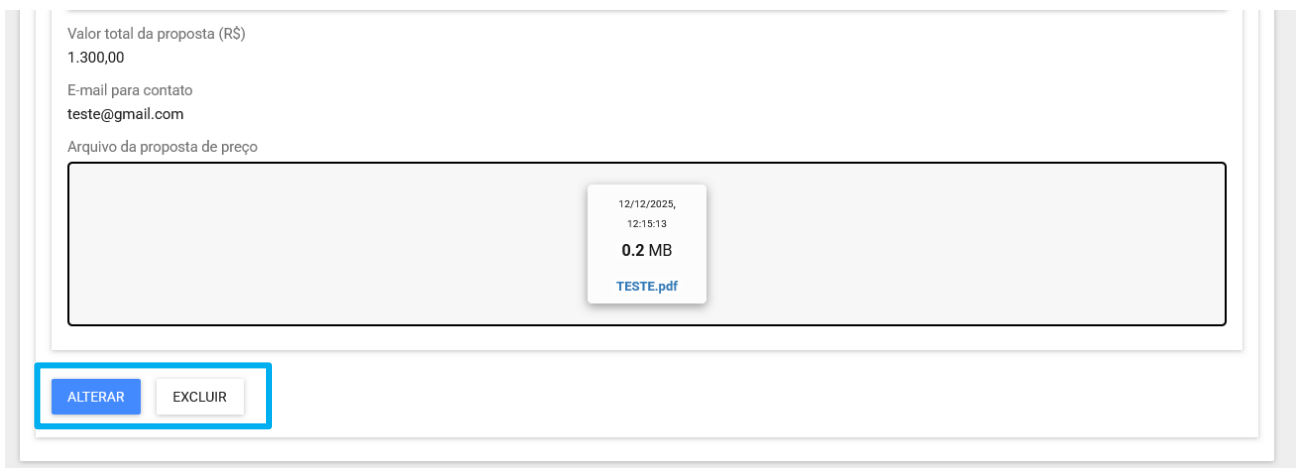 Valor total da proposta (R$)
1.300,00
E-mail para contato
teste@gmail.com
Arquivo da proposta de preço
12/12/2025,
12:15:13
0.2 MB
TESTE.pdf
ALTERAR EXCLUIR